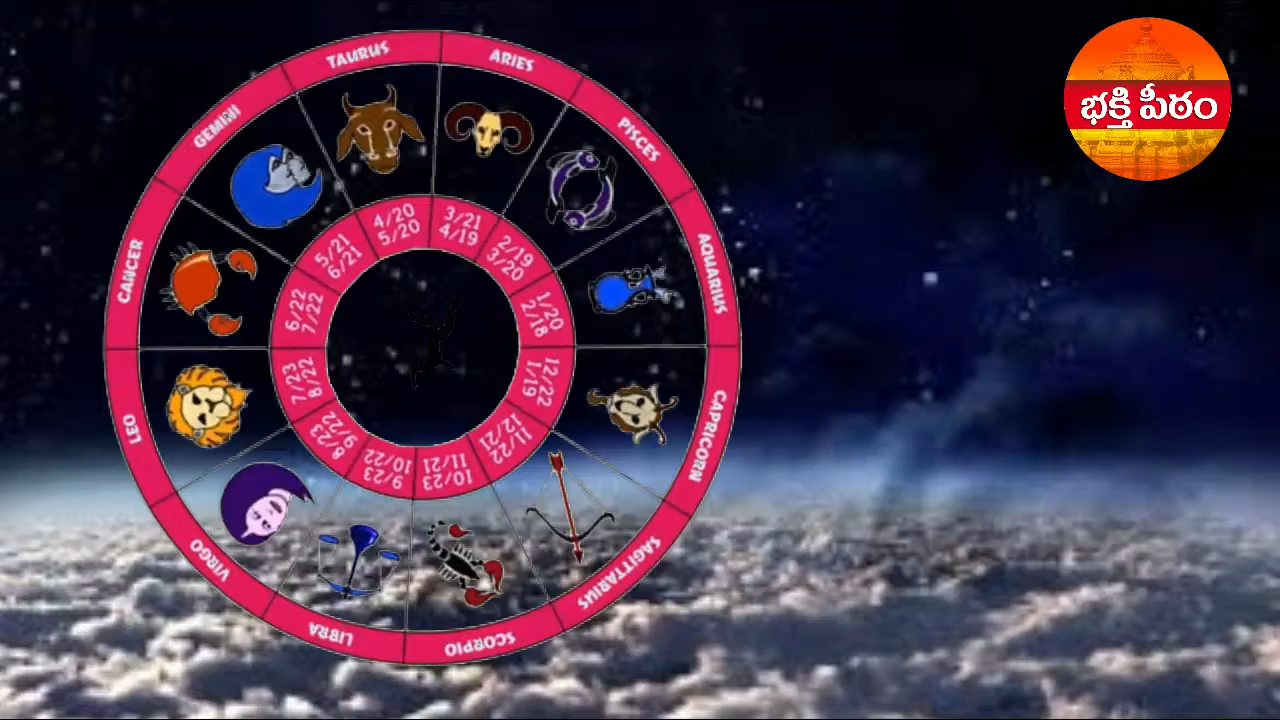 TAURUS
ARIES
PISCES
AQUARIUS
CAPRICORN
SAGITTARIUS
SCORPIO
LIBRA
VIRGO
LEO
CANCER
GEMINI
4/20
5/20
3/21
4/19
2/19
3/20
1/20
2/18
12/22
1/19
11/22
12/21
10/23
11/21
9/23
10/22
8/23
9/22
7/23
8/22
6/22
7/22
5/21
6/21
భక్తి పీఠం